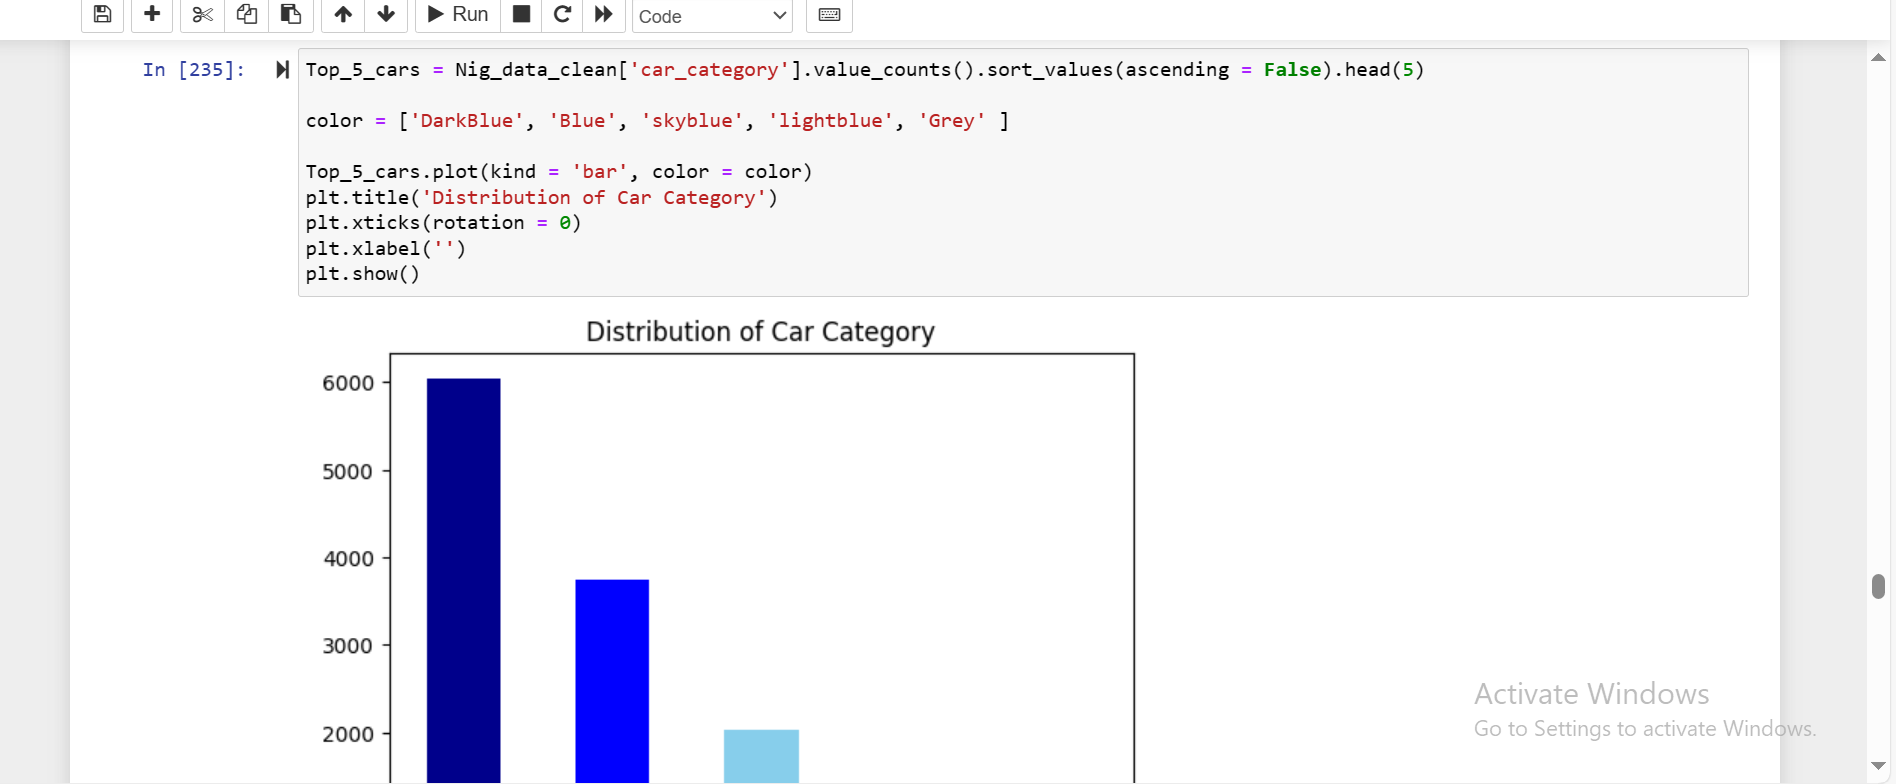 Run
Code
In [235]:
Top_5_cars = Nig_data_clean['car_category'].value_counts().sort_values(ascending = False).head(5)
color = ['DarkBlue', 'Blue', 'skyblue', 'lightblue', 'Grey' ]
Top_5_cars.plot(kind = 'bar', color = color)
plt.title('Distribution of Car Category')
plt.xticks(rotation = 0)
plt.xlabel('')
plt.show()
Distribution of Car Category
6000
5000
4000
3000
2000
Activate Windows
Go to Settings to activate Windows.